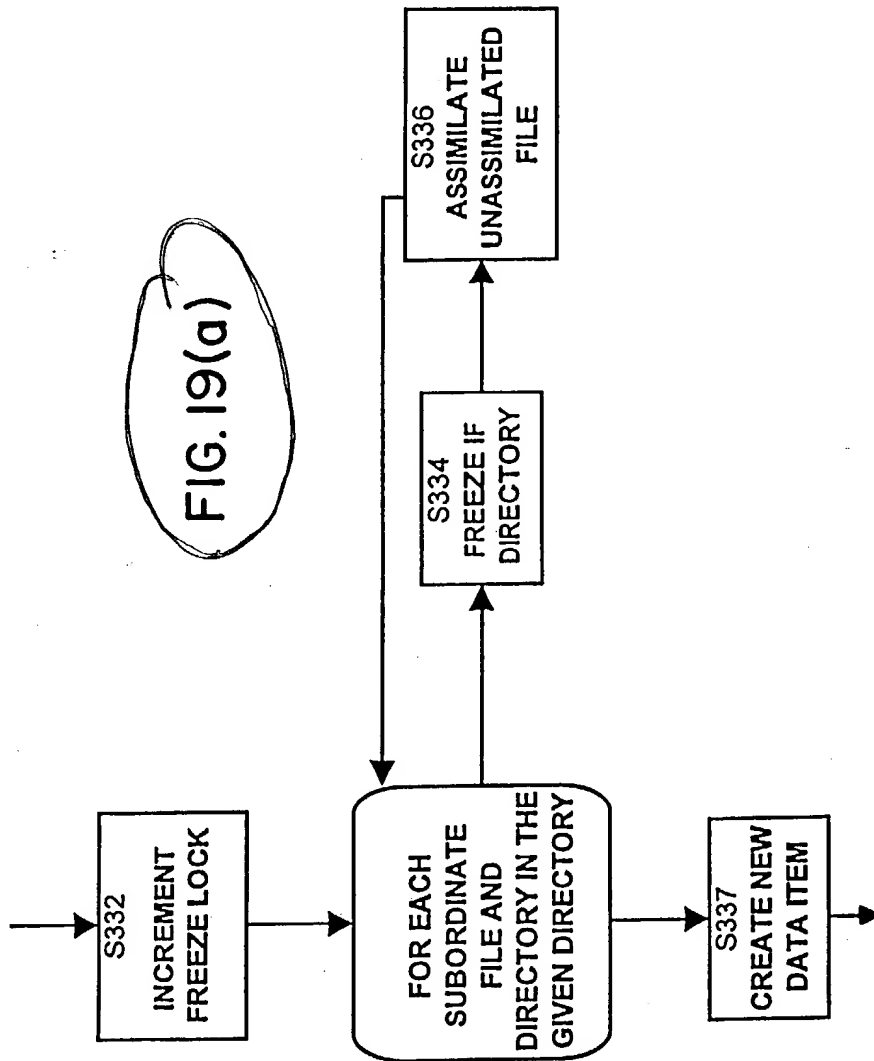 FIG. 19(a)
S332
INCREMENT
FREEZE LOCK
FOR EACH
SUBORDINATE
FILE AND
DIRECTORY IN THE
GIVEN DIRECTORY
S334
FREEZE IF
DIRECTORY
S336
ASSIMILATE
UNASSIMILATED
FILE
S337
CREATE NEW
DATA ITEM